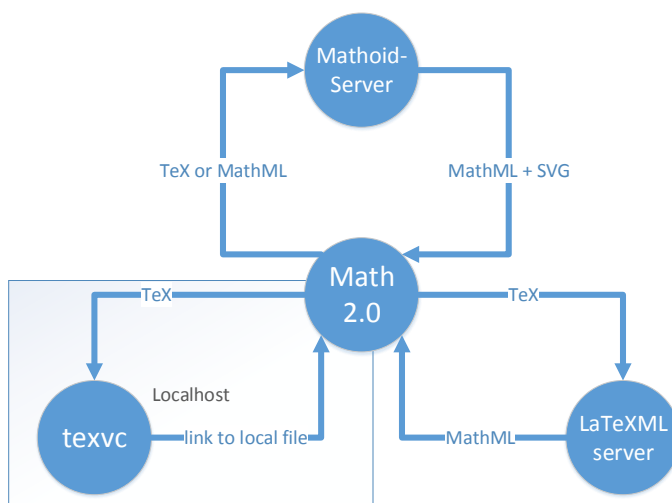 Mathoid-
Server
TeX or MathML
MathML + SVG
Math
2.0
TeX
TeX
Localhost
texvc
link to local file
MathML
LaTeXML
server